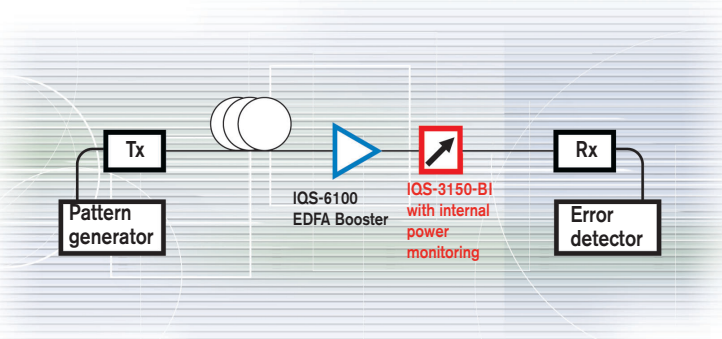 Tx
Rx
Pattern
generator
IQS-6100
EDFA Booster
IQS-3150-BI
with internal
power
monitoring
Error
detector